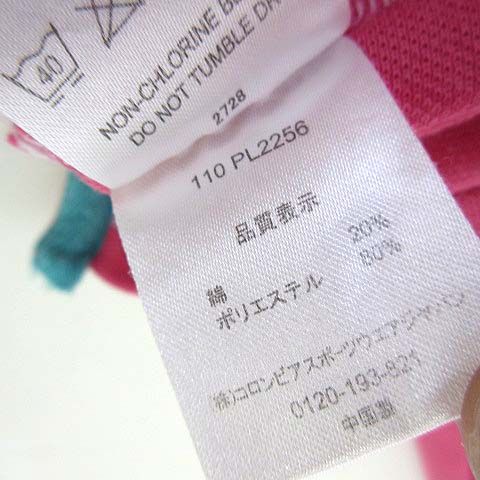 40
NON-CHLORINE B
DO NOT TUMBLE DR
2728
110 PL2256
品質表示
綿 20%
ポリエステル 80%
(株)コロンビアスポーツウエアジャパン
0120-193-821
中国製